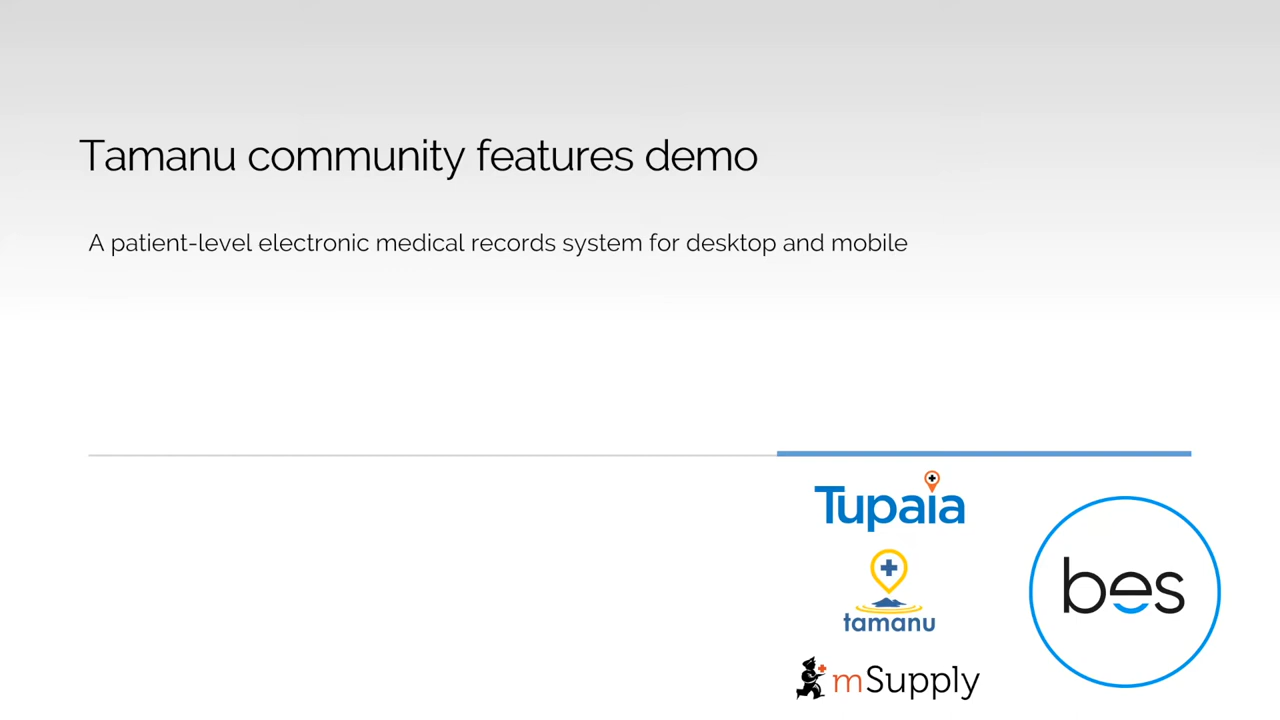 Tamanu community features demo
A patient-level electronic medical records system for desktop and mobile
Tupaia
tamanu
mSupply
bes